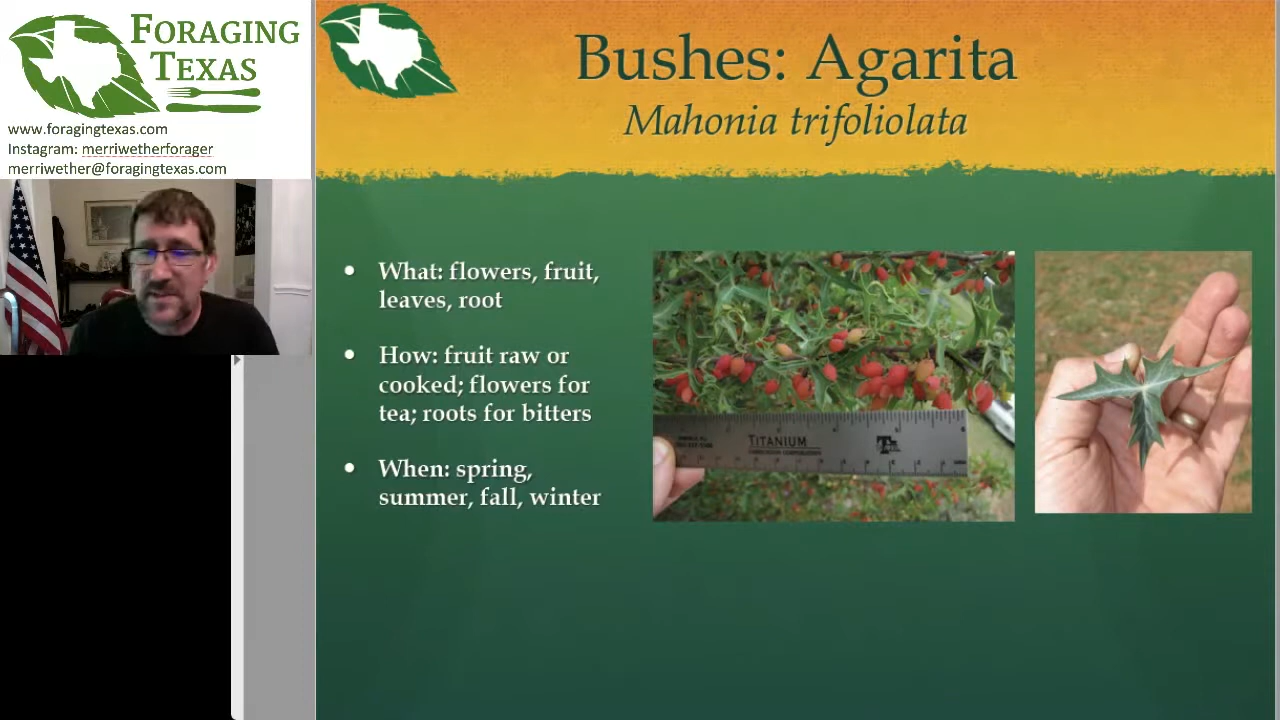 FORAGING
TEXAS
www.foragingtexas.com
Instagram: merriwetherforager
merriwether@foragingtexas.com
Bushes: Agarita
Mahonia trifoliolata
• What: flowers, fruit,
leaves, root
• How: fruit raw or
cooked; flowers for
tea; roots for bitters
• When: spring,
summer, fall, winter
TITANIUM